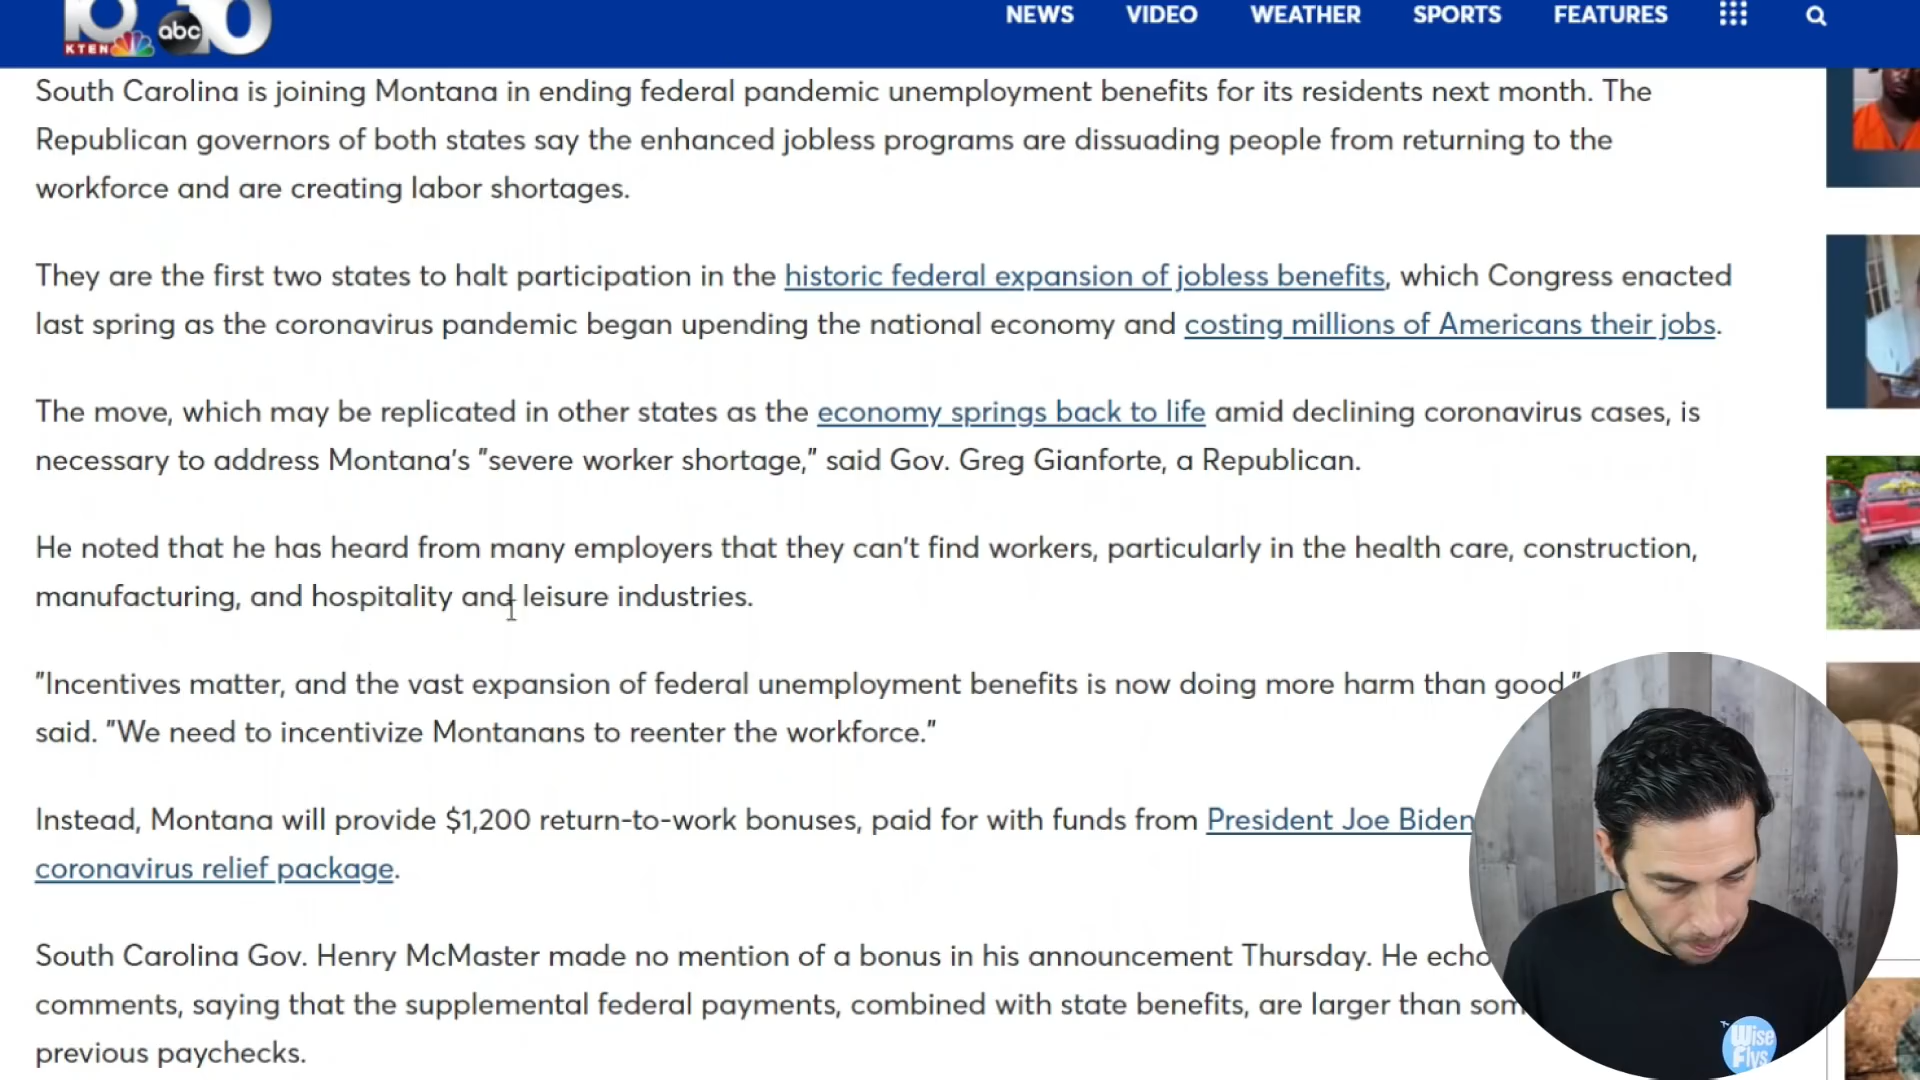 10
KTEN
abc
10
NEWS
VIDEO
WEATHER
SPORTS
FEATURES
South Carolina is joining Montana in ending federal pandemic unemployment benefits for its residents next month. The
Republican governors of both states say the enhanced jobless programs are dissuading people from returning to the
workforce and are creating labor shortages.
They are the first two states to halt participation in the historic federal expansion of jobless benefits, which Congress enacted
last spring as the coronavirus pandemic began upending the national economy and costing millions of Americans their jobs.
The move, which may be replicated in other states as the economy springs back to life amid declining coronavirus cases, is
necessary to address Montana's "severe worker shortage," said Gov. Greg Gianforte, a Republican.
He noted that he has heard from many employers that they can't find workers, particularly in the health care, construction,
manufacturing, and hospitality and leisure industries.
"Incentives matter, and the vast expansion of federal unemployment benefits is now doing more harm than good,"
said. "We need to incentivize Montanans to reenter the workforce."
Instead, Montana will provide $1,200 return-to-work bonuses, paid for with funds from President Joe Biden
coronavirus relief package.
South Carolina Gov. Henry McMaster made no mention of a bonus in his announcement Thursday. He
comments, saying that the supplemental federal payments, combined with state benefits, are larger than
previous paychecks.
Wise
Flys